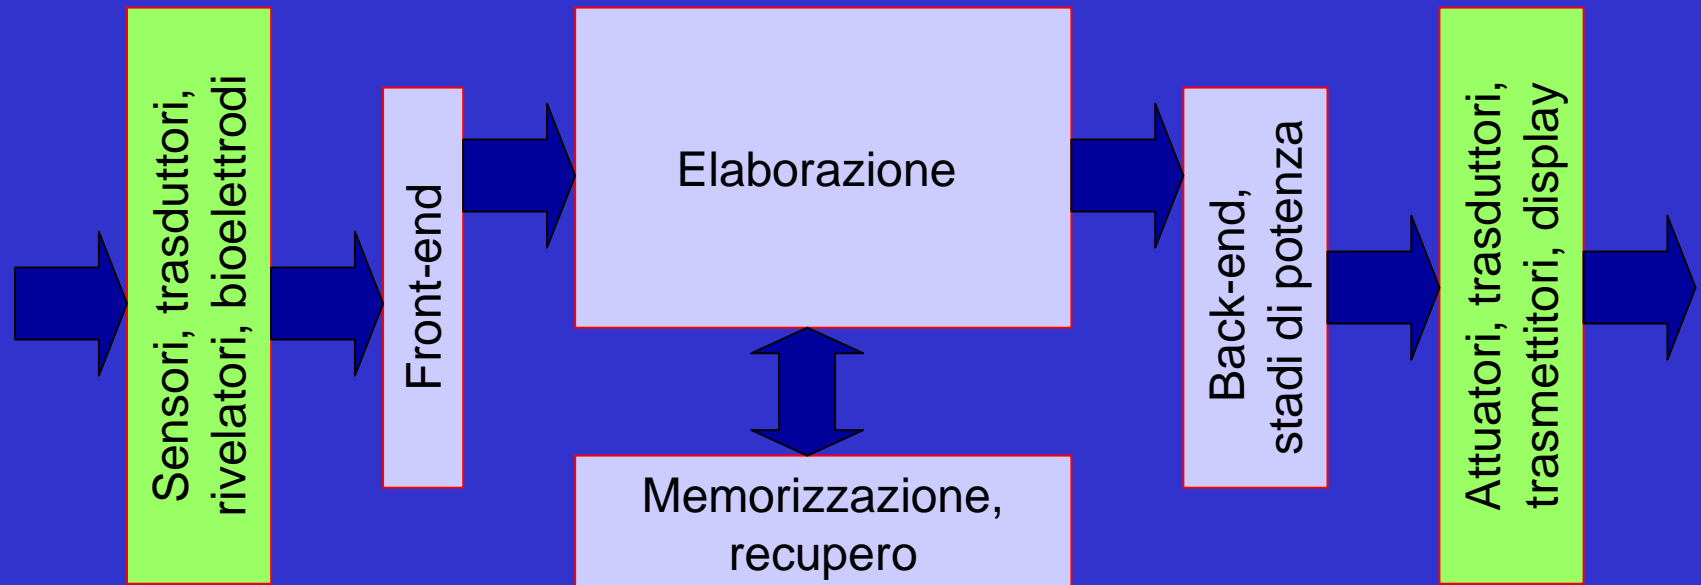 Sensori, trasduttori,
rivelatori, bioelettrodi
Front-end
Elaborazione
Memorizzazione,
recupero
Back-end,
stadi di potenza
Attuatori, trasduttori,
trasmettitori, display